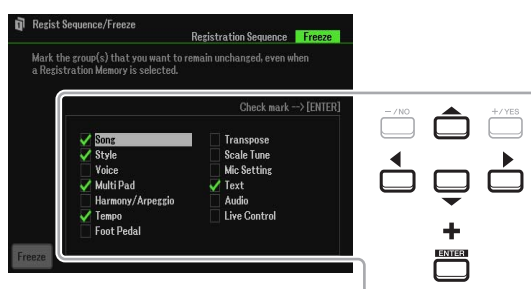 Regist Sequence/Freeze
Registration Sequence Freeze
Mark the group(s) that you want to remain unchanged, even when
a Registration Memory is selected.
Check mark --> [ENTER]
Song
Style
Voice
Multi Pad
Harmony/Arpeggio
Tempo
Foot Pedal
Transpose
Scale Tune
Mic Setting
Text
Audio
Live Control
Freeze
-/NO
+/YES
+
ENTER